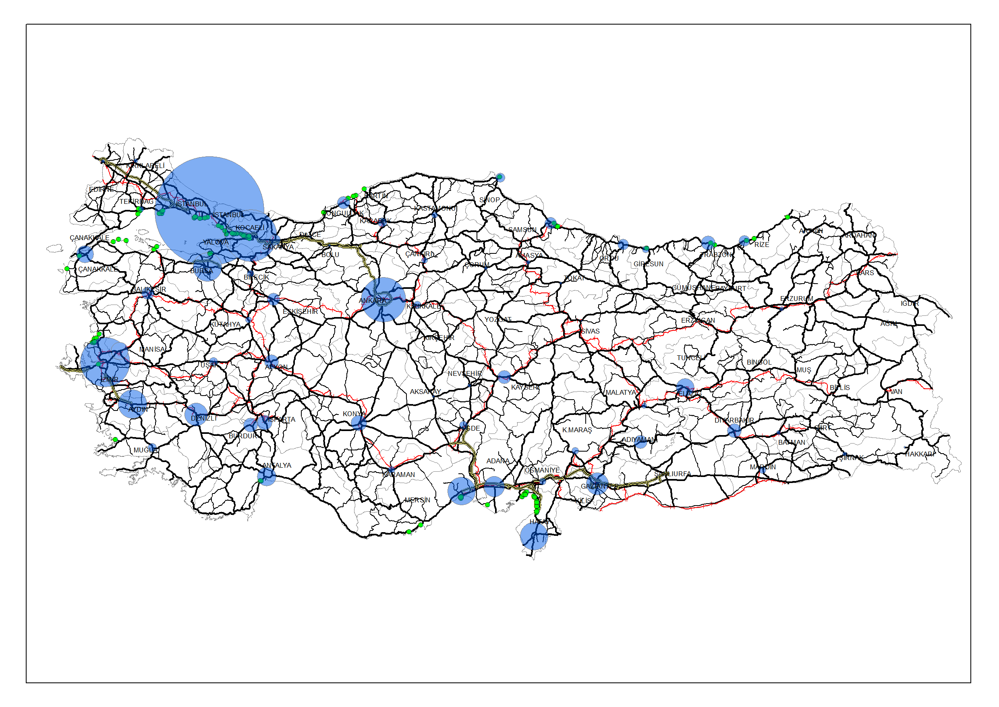 KIRKLARELİ
EDİRNE
TEKİRDAĞ
İSTANBUL
İSTANBUL
KOCAELİ
YALOVA
SAKARYA
DÜZCE
BOLU
ZONGULDAK
BARTIN
KARABÜK
KASTAMONU
SİNOP
SAMSUN
ÇANKIRI
ÇORUM
AMASYA
TOKAT
ORDU
GİRESUN
TRABZON
RİZE
ARTVİN
ARDAHAN
KARS
ÇANAKKALE
ÇANAKKALE
BURSA
BİLECİK
BALIKESİR
ESKİŞEHİR
KÜTAHYA
ANKARA
KIRIKKALE
YOZGAT
KIRŞEHİR
SİVAS
GÜMÜŞHANE
BAYBURT
ERZİNCAN
ERZURUM
IĞDIR
AĞRI
MANİSA
UŞAK
AFYON
İZMİR
AYDIN
DENİZLİ
BURDUR
ISPARTA
MUĞLA
ANTALYA
KONYA
AKSARAY
NEVŞEHİR
KAYSERİ
NİĞDE
KARAMAN
MERSİN
ADANA
OSMANİYE
HATAY
KİLİS
GAZİANTEP
K.MARAŞ
MALATYA
ADIYAMAN
ŞANLIURFA
ELAZIĞ
TUNCELİ
BİNGÖL
MUŞ
BİTLİS
VAN
DİYARBAKIR
BATMAN
SİİRT
MARDİN
ŞIRNAK
HAKKARİ